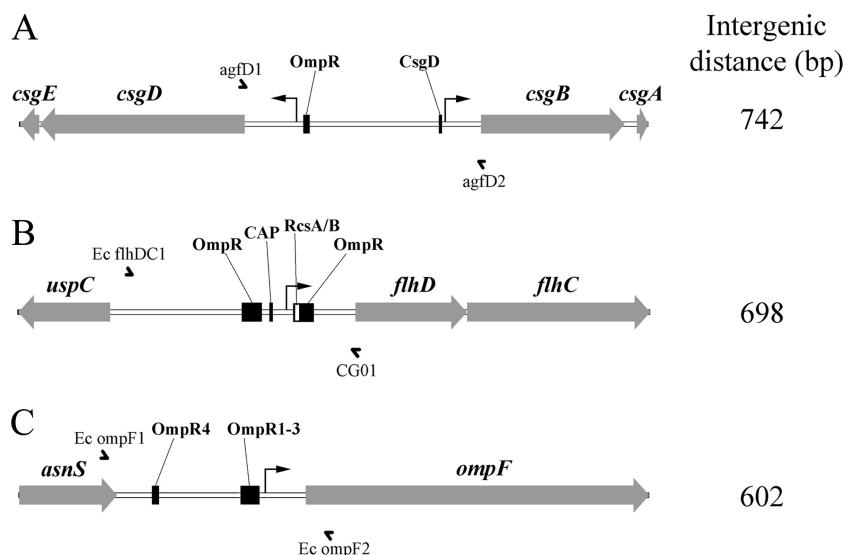 A
Intergenic
distance (bp)
agfD1
OmpR
CsgD
csgE
csgD
csgB
csgA
742
agfD2
B
Ec flhDC1
OmpR
CAP
RcsA/B
OmpR
uspC
flhD
flhC
698
CG01
C
Ec ompF1
OmpR4
OmpR1-3
asnS
ompF
602
Ec ompF2